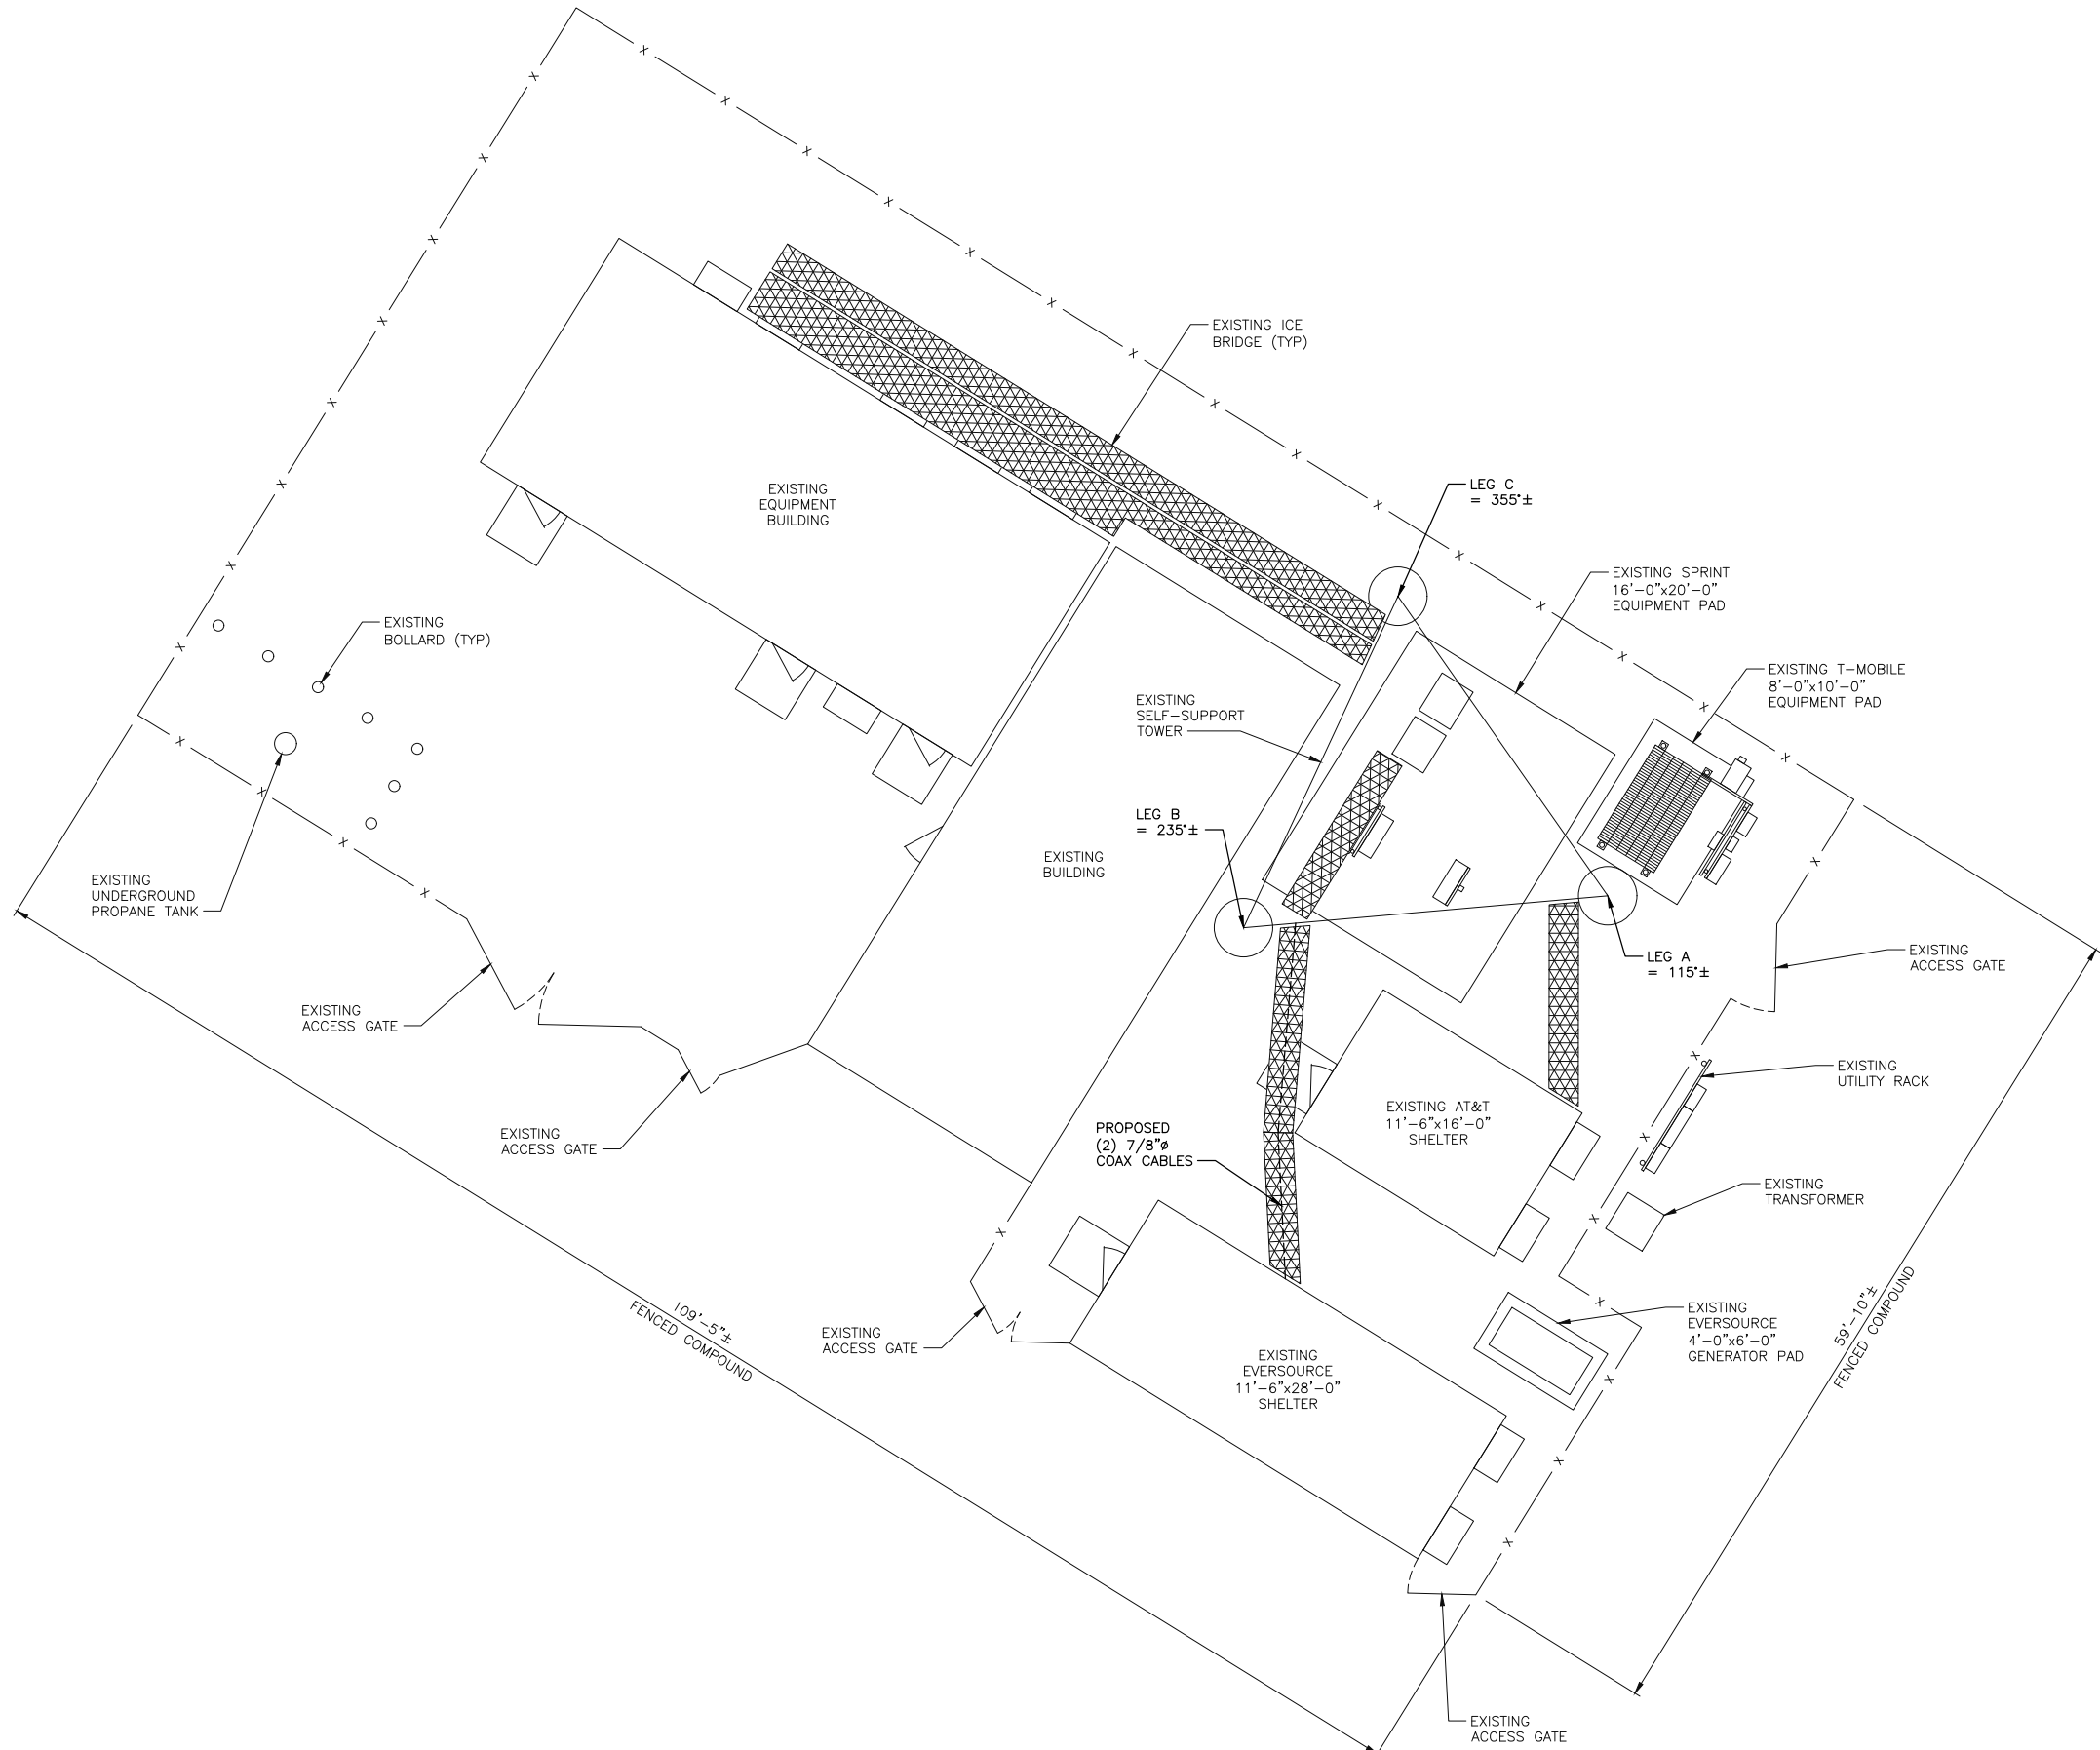 EXISTING ICE
BRIDGE (TYP)
LEG C
= 355°±
EXISTING
EQUIPMENT
BUILDING
EXISTING SPRINT
16'-0"x20'-0"
EQUIPMENT PAD
EXISTING
BOLLARD (TYP)
EXISTING T-MOBILE
8'-0"x10'-0"
EQUIPMENT PAD
EXISTING
SELF-SUPPORT
TOWER
LEG B
= 235°±
EXISTING
BUILDING
EXISTING
UNDERGROUND
PROPANE TANK
EXISTING
ACCESS GATE
LEG A
= 115°±
EXISTING
ACCESS GATE
EXISTING
UTILITY RACK
EXISTING AT&T
11'-6"x16'-0"
SHELTER
PROPOSED
(2) 7/8"ø
COAX CABLES
EXISTING
ACCESS GATE
EXISTING
TRANSFORMER
109'-5"±
FENCED COMPOUND
EXISTING
ACCESS GATE
EXISTING
EVERSOURCE
4'-0"x6'-0"
GENERATOR PAD
59'-10"±
FENCED COMPOUND
EXISTING
EVERSOURCE
11'-6"x28'-0"
SHELTER
EXISTING
ACCESS GATE